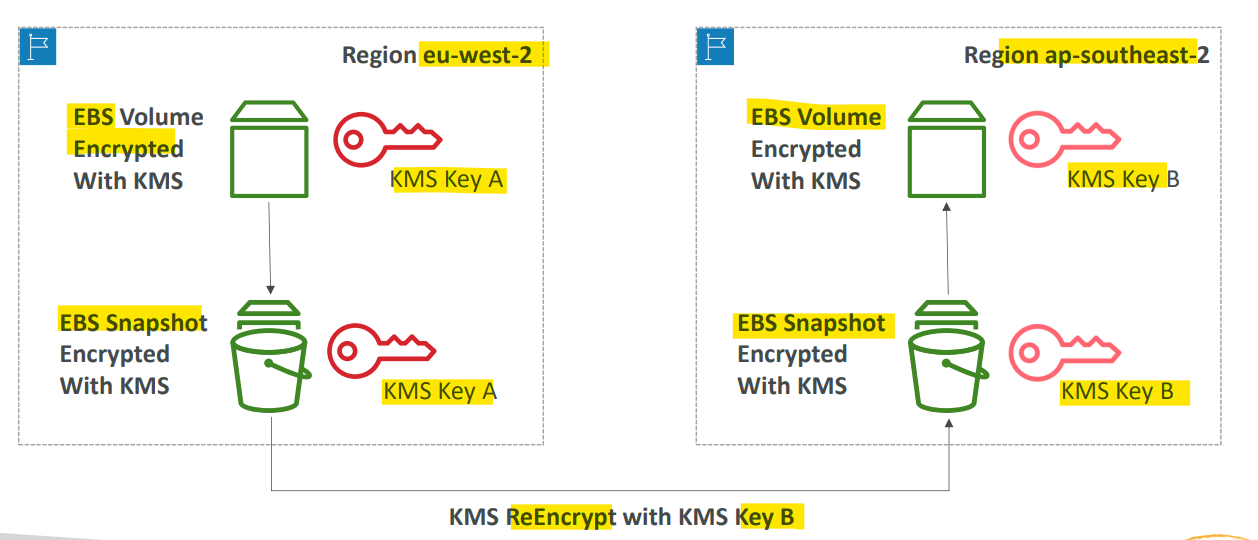 Region eu-west-2
EBS Volume
Encrypted
With KMS
KMS Key A
EBS Snapshot
Encrypted
With KMS
KMS Key A
Region ap-southeast-2
EBS Volume
Encrypted
With KMS
KMS Key B
EBS Snapshot
Encrypted
With KMS
KMS Key B
KMS ReEncrypt with KMS Key B